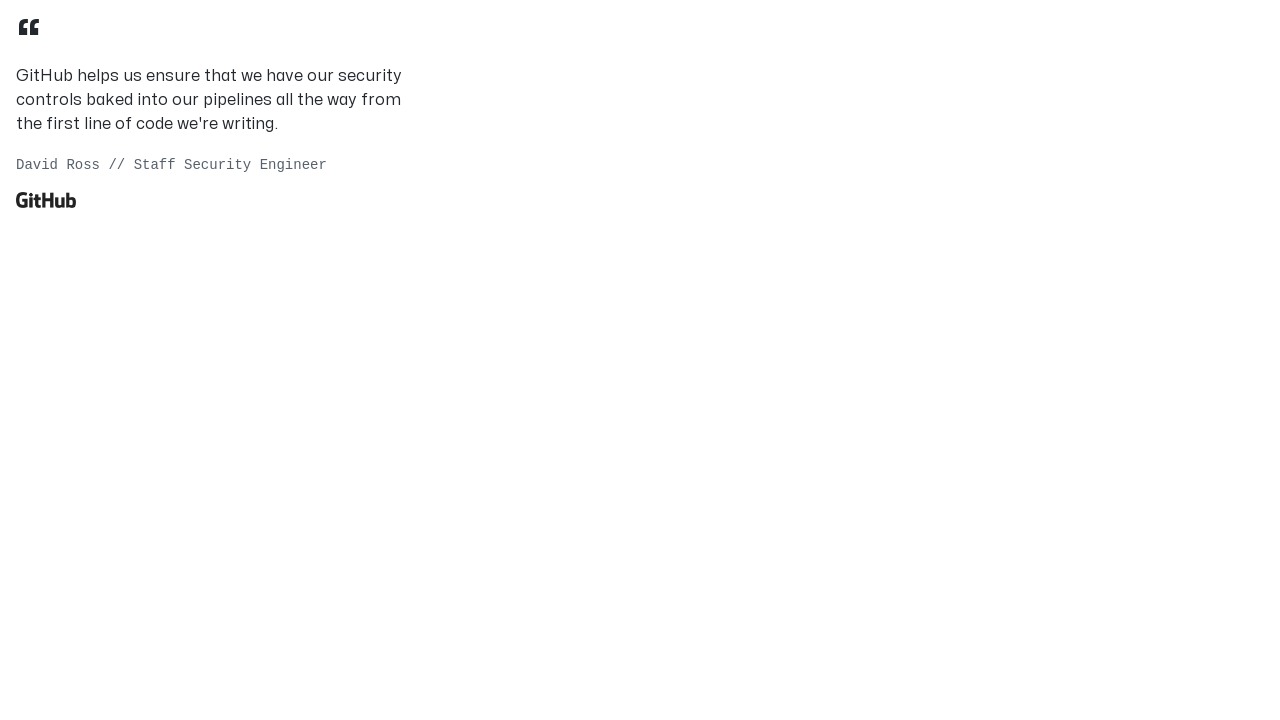 “
GitHub helps us ensure that we have our security
controls baked into our pipelines all the way from
the first line of code we're writing.
David Ross // Staff Security Engineer
GitHub